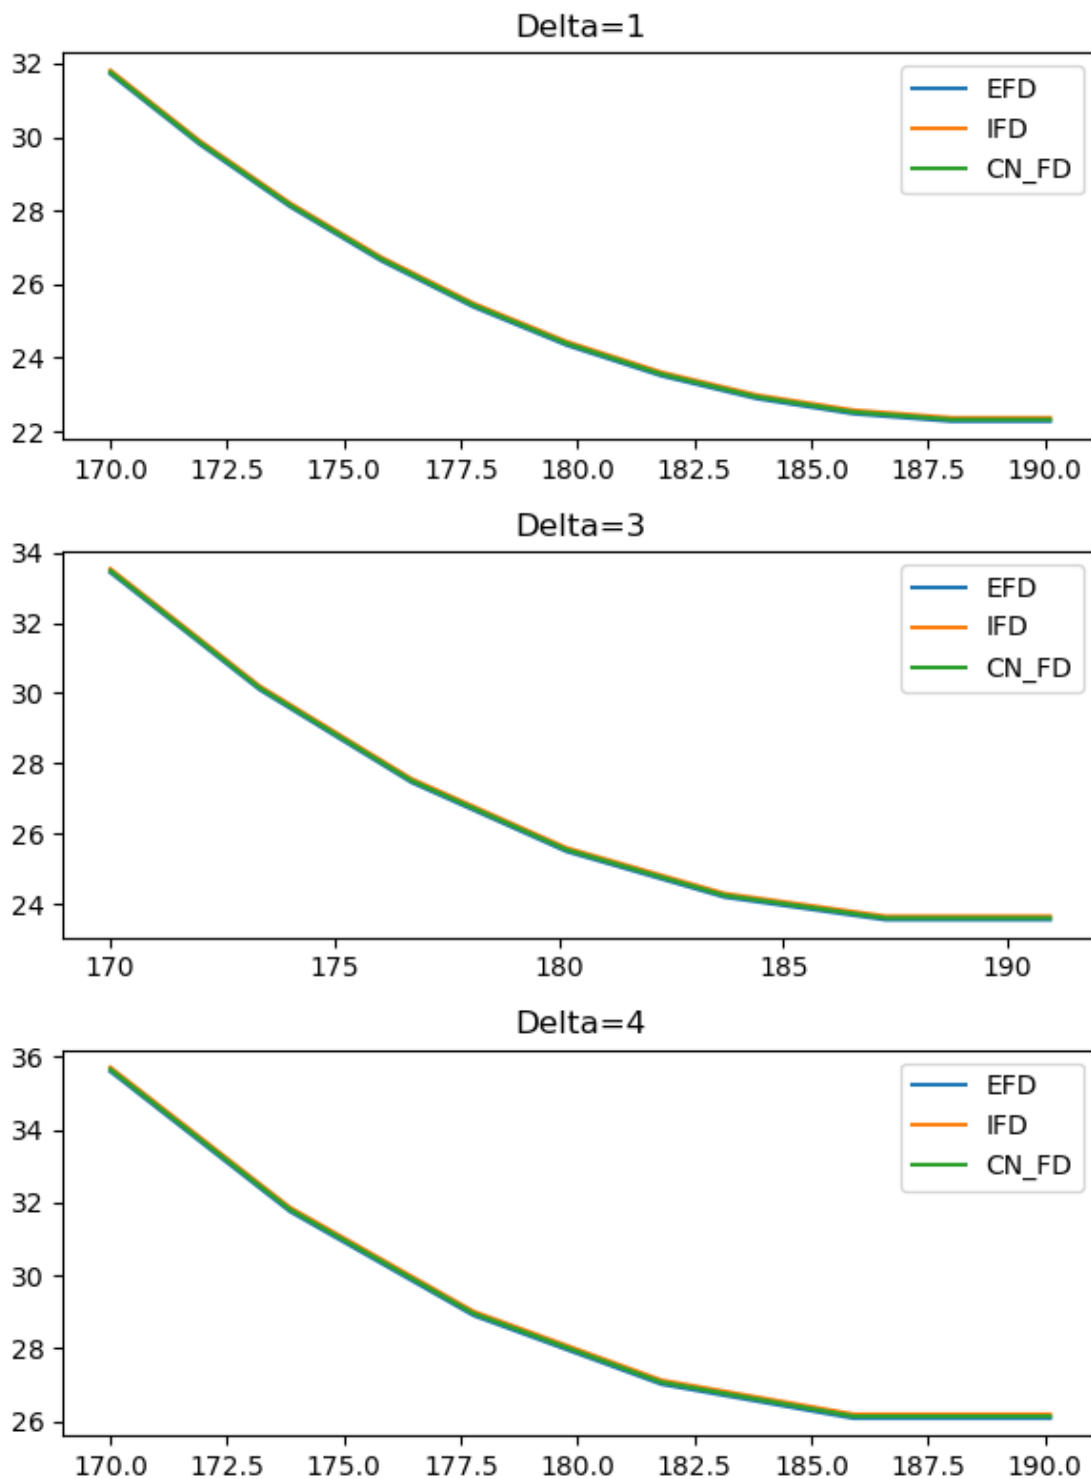 Delta=1
32
30
28
26
24
22
EFD
IFD
CN_FD
170.0 172.5 175.0 177.5 180.0 182.5 185.0 187.5 190.0
Delta=3
34
32
30
28
26
24
EFD
IFD
CN_FD
170 175 180 185 190
Delta=4
36
34
32
30
28
26
EFD
IFD
CN_FD
170.0 172.5 175.0 177.5 180.0 182.5 185.0 187.5 190.0